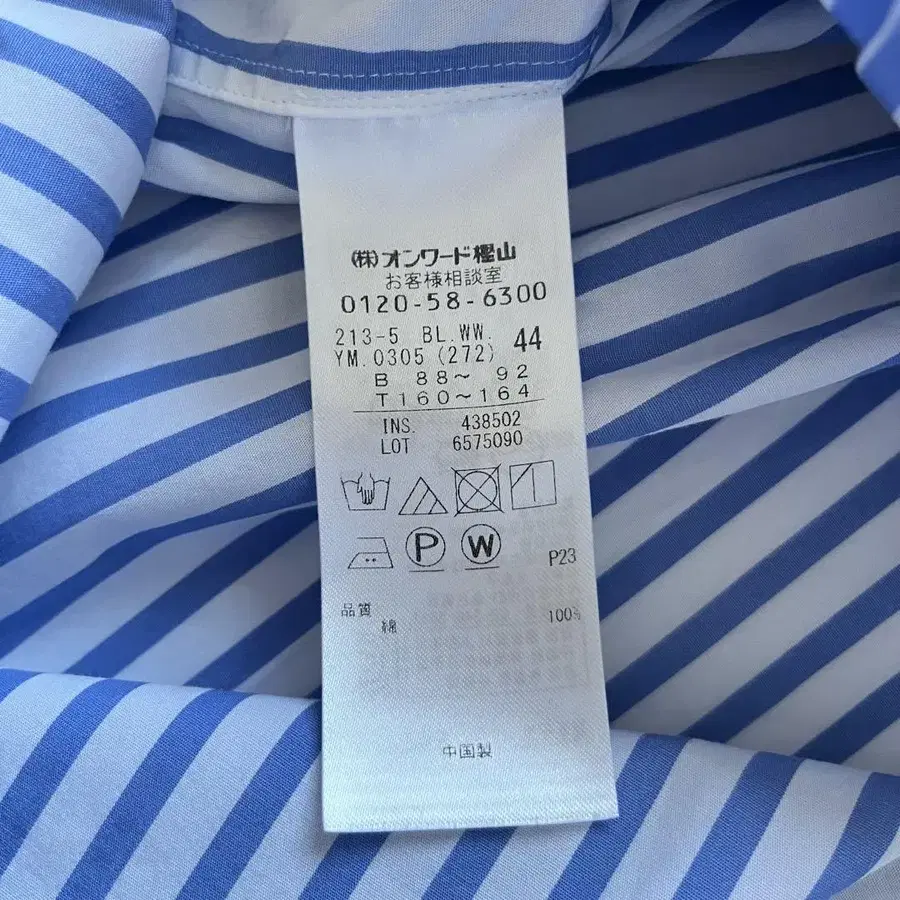 (株)オンワード樫山
お客様相談室
0120-58-6300
213-5 BL.WW. 44
YM.0305(272)
B 88～ 92
T160～164
INS. 438502
LOT 6575090
P W
P23
品質
綿 100%
中国製